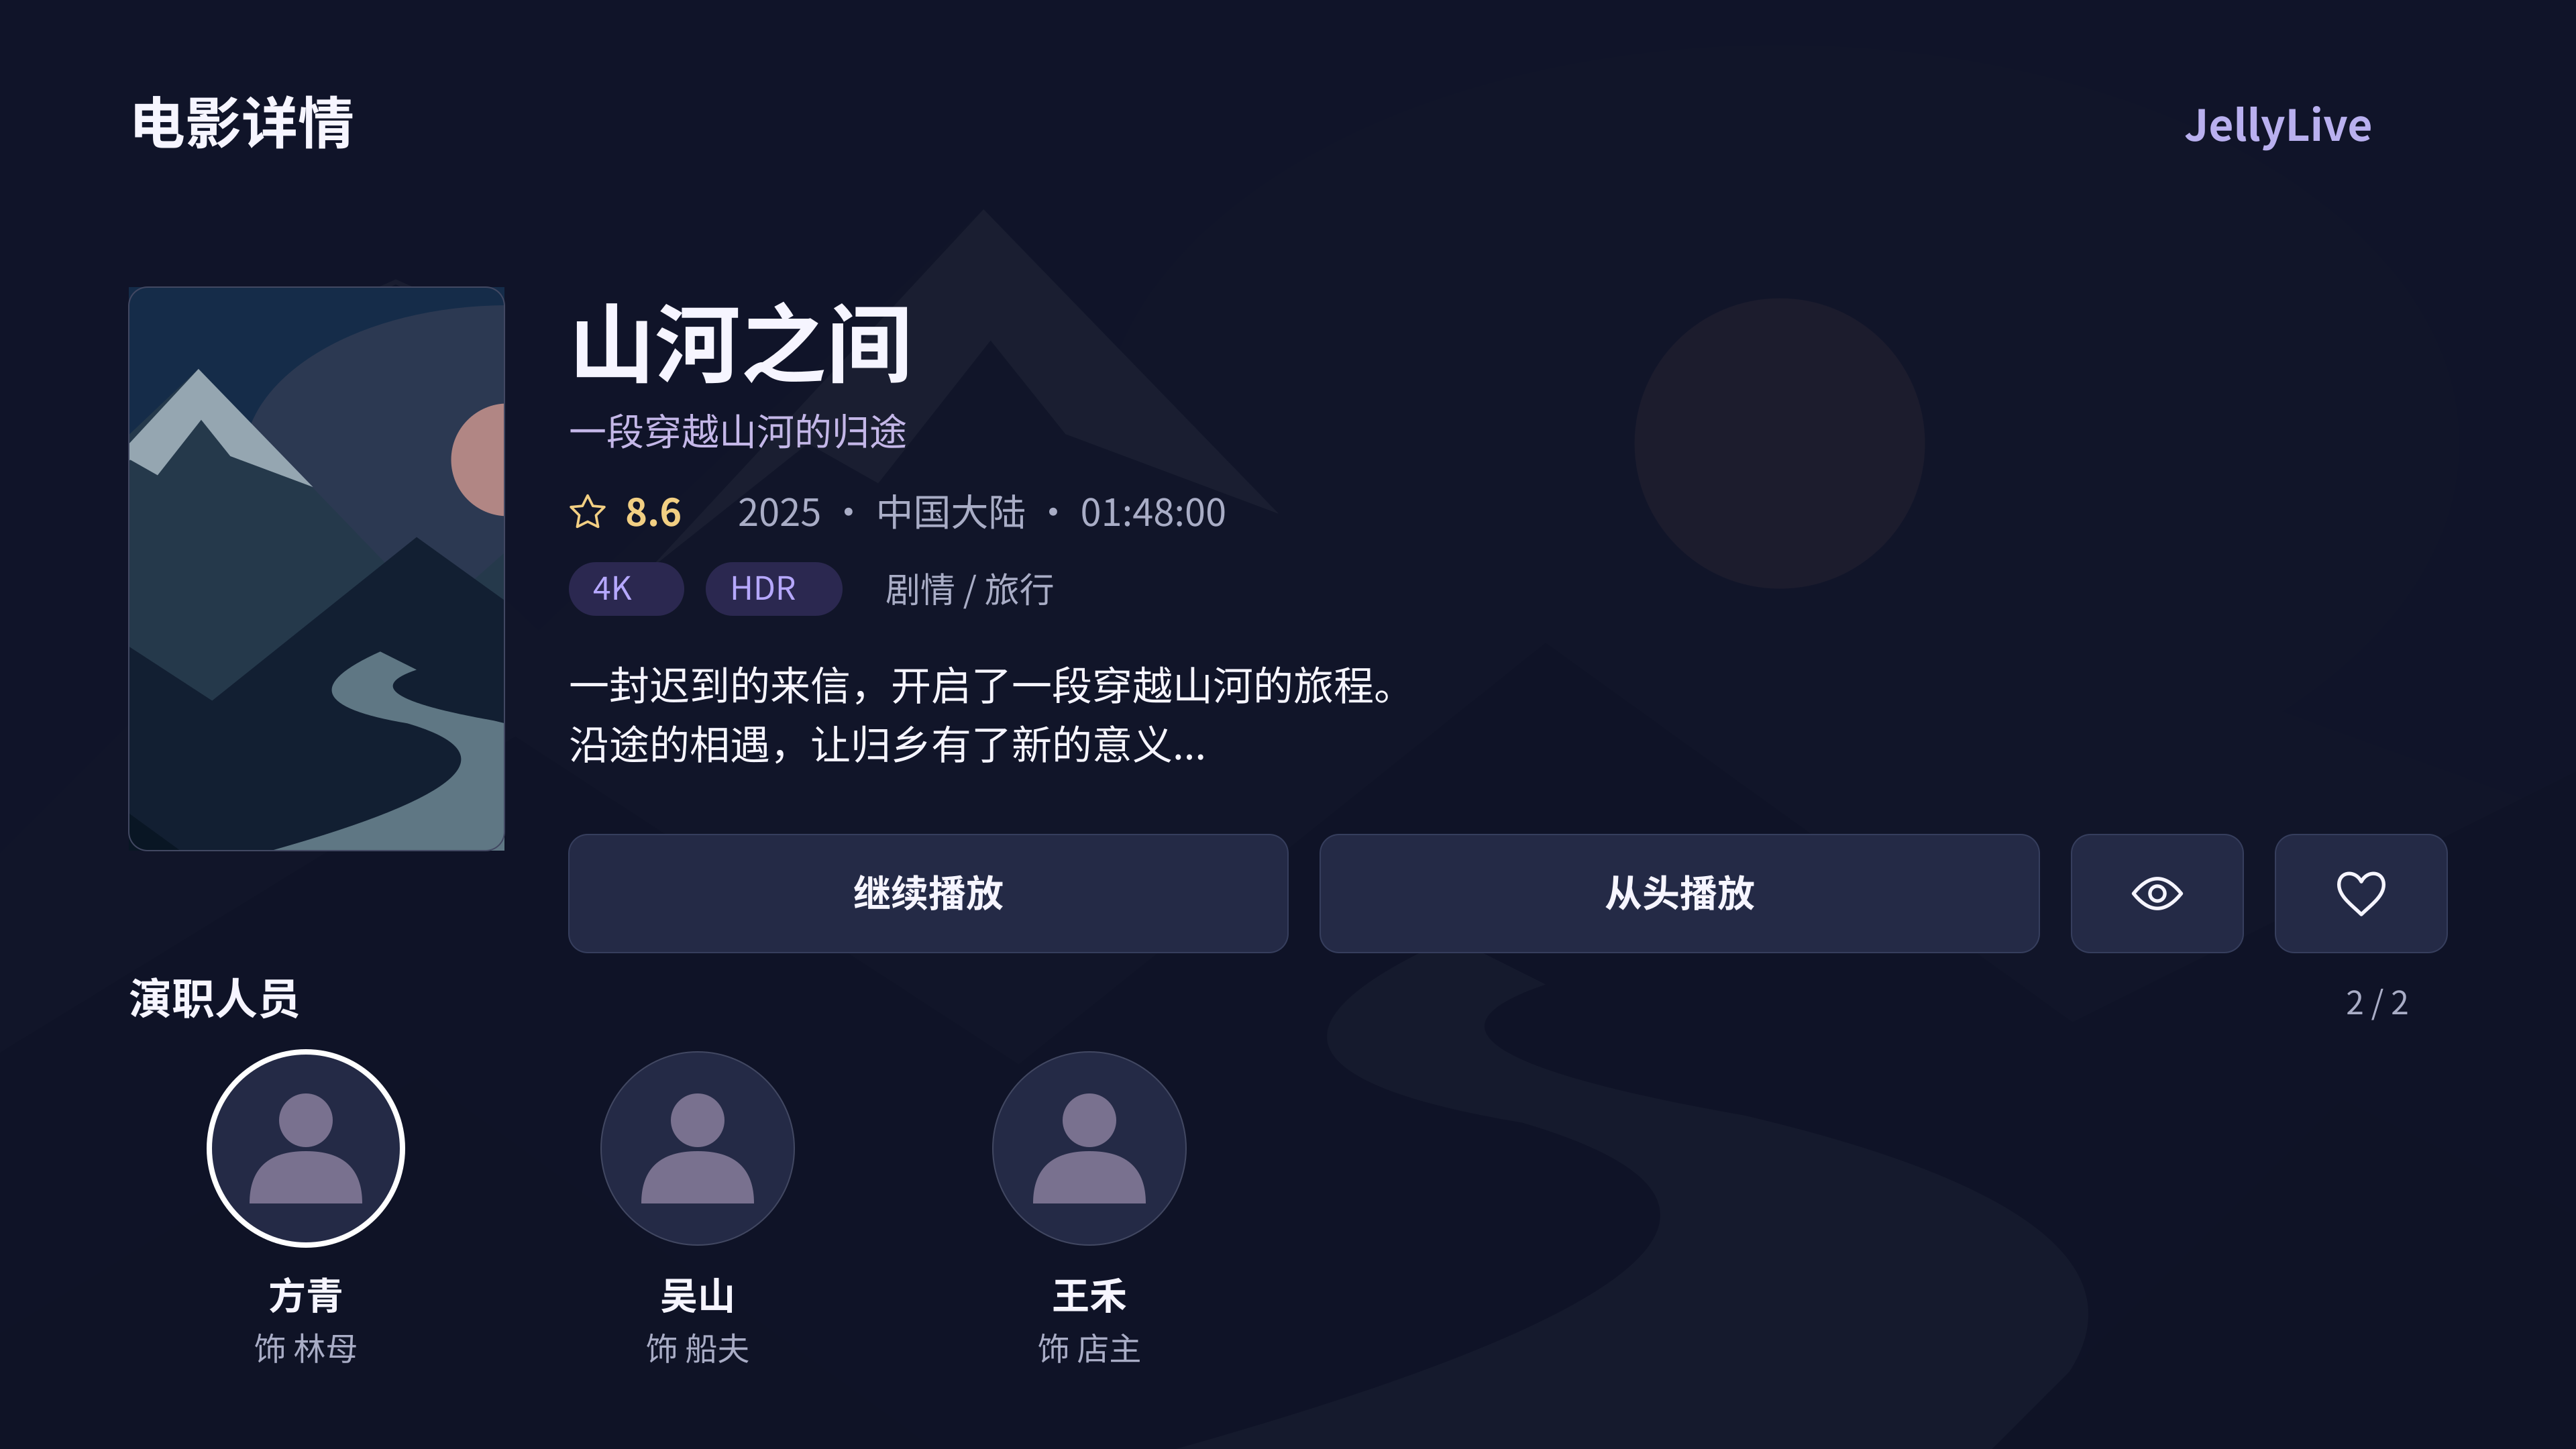 电影详情
JellyLive
山河之间
一段穿越山河的归途
8.6 2025 • 中国大陆 • 01:48:00
4K HDR 剧情 / 旅行
一封迟到的来信，开启了一段穿越山河的旅程。
沿途的相遇，让归乡有了新的意义...
继续播放 从头播放
演职人员 2 / 2
方青 吴山 王禾
饰 林母 饰 船夫 饰 店主